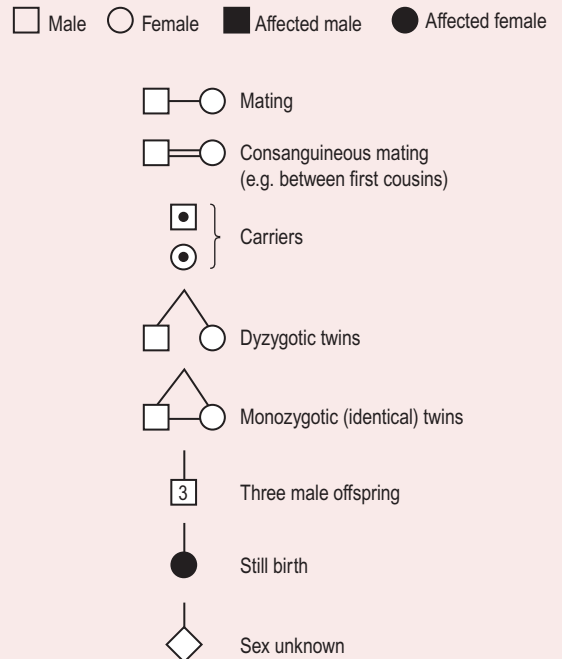 Male Female Affected male Affected female
Mating
Consanguineous mating
(e.g. between first cousins)
Carriers
Dyzygotic twins
Monozygotic (identical) twins
3 Three male offspring
Still birth
Sex unknown